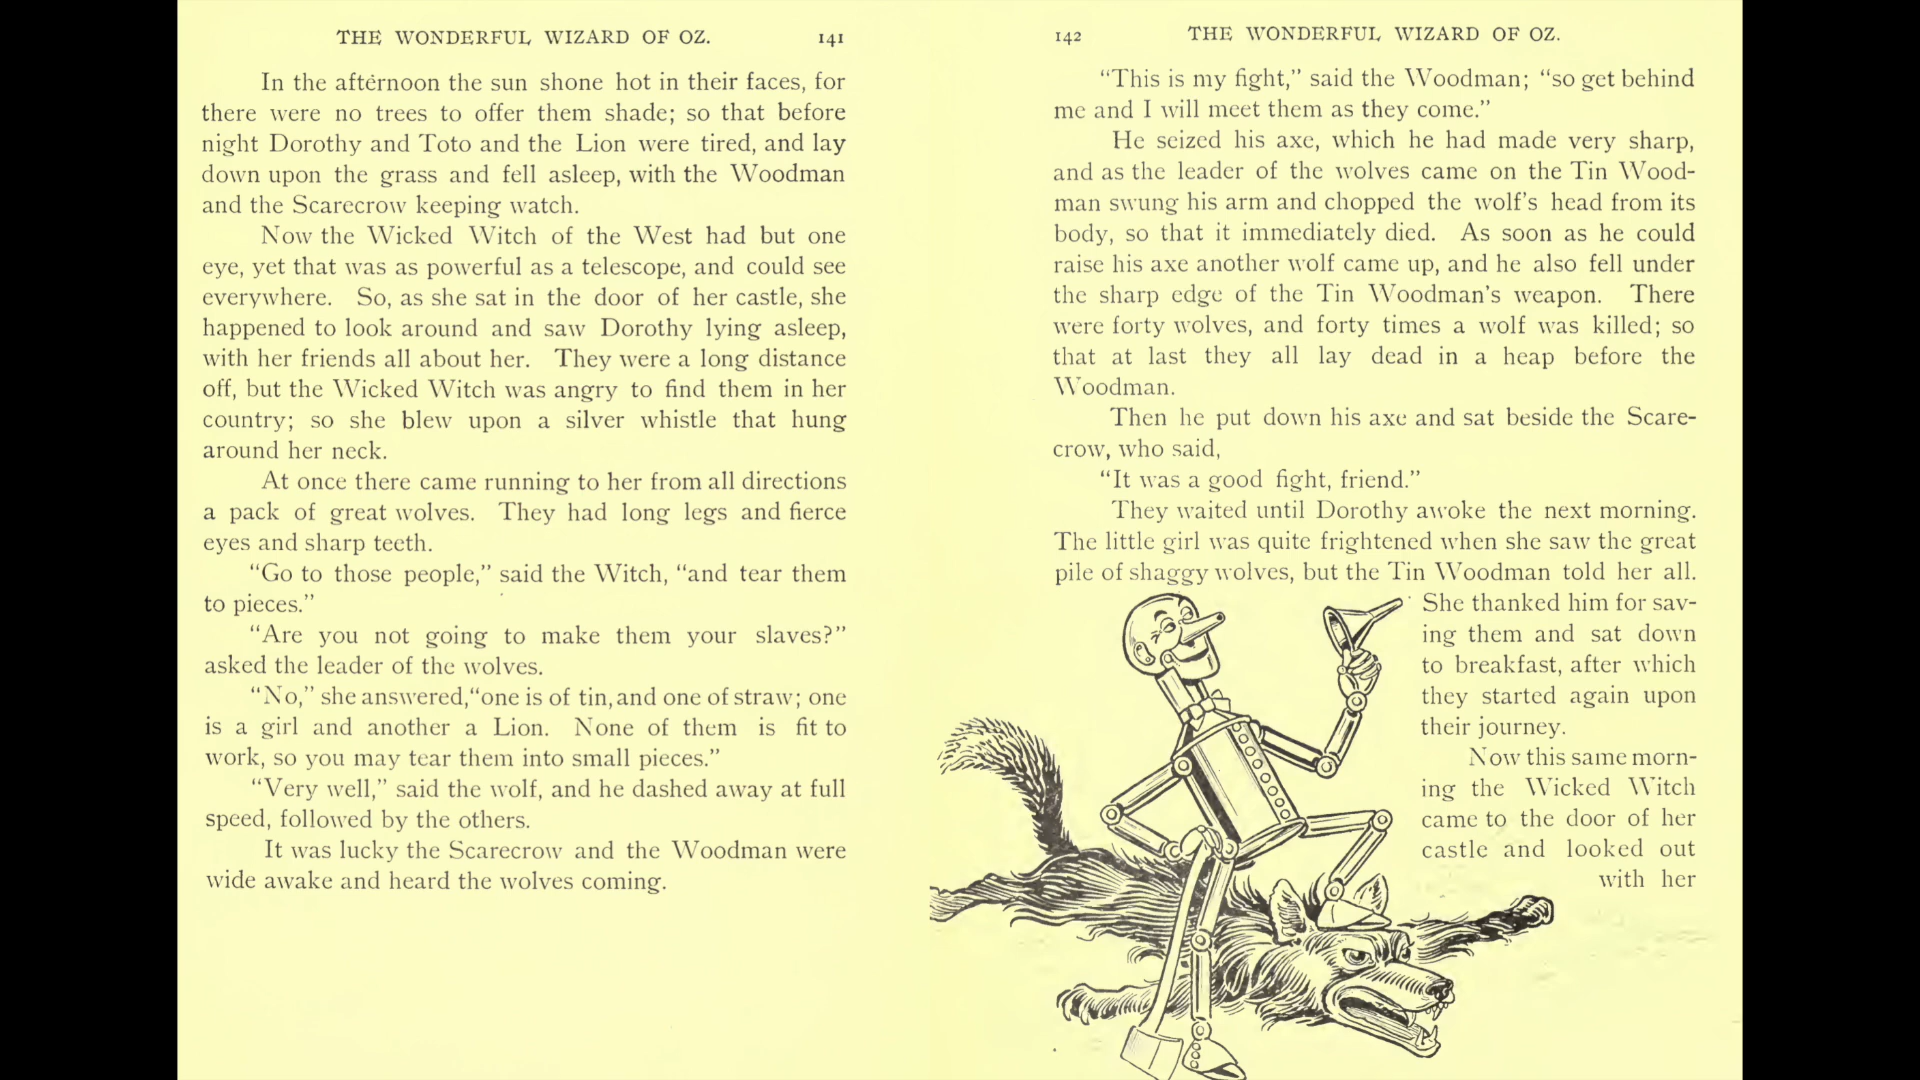 THE WONDERFUL WIZARD OF OZ. 141
In the afternoon the sun shone hot in their faces, for
there were no trees to offer them shade; so that before
night Dorothy and Toto and the Lion were tired, and lay
down upon the grass and fell asleep, with the Woodman
and the Scarecrow keeping watch.
Now the Wicked Witch of the West had but one
eye, yet that was as powerful as a telescope, and could see
everywhere. So, as she sat in the door of her castle, she
happened to look around and saw Dorothy lying asleep,
with her friends all about her. They were a long distance
off, but the Wicked Witch was angry to find them in her
country; so she blew upon a silver whistle that hung
around her neck.
At once there came running to her from all directions
a pack of great wolves. They had long legs and fierce
eyes and sharp teeth.
“Go to those people,” said the Witch, “and tear them
to pieces.”
“Are you not going to make them your slaves?”
asked the leader of the wolves.
“No,” she answered, “one is of tin, and one of straw; one
is a girl and another a Lion. None of them is fit to
work, so you may tear them into small pieces.”
“Very well,” said the wolf, and he dashed away at full
speed, followed by the others.
It was lucky the Scarecrow and the Woodman were
wide awake and heard the wolves coming.
142 THE WONDERFUL WIZARD OF OZ.
“This is my fight,” said the Woodman; “so get behind
me and I will meet them as they come.”
He seized his axe, which he had made very sharp,
and as the leader of the wolves came on the Tin Wood-
man swung his arm and chopped the wolf's head from its
body, so that it immediately died. As soon as he could
raise his axe another wolf came up, and he also fell under
the sharp edge of the Tin Woodman's weapon. There
were forty wolves, and forty times a wolf was killed; so
that at last they all lay dead in a heap before the
Woodman.
Then he put down his axe and sat beside the Scare-
crow, who said,
“It was a good fight, friend.”
They waited until Dorothy awoke the next morning.
The little girl was quite frightened when she saw the great
pile of shaggy wolves, but the Tin Woodman told her all.
She thanked him for sav-
ing them and sat down
to breakfast, after which
they started again upon
their journey.
Now this same morn-
ing the Wicked Witch
came to the door of her
castle and looked out
with her